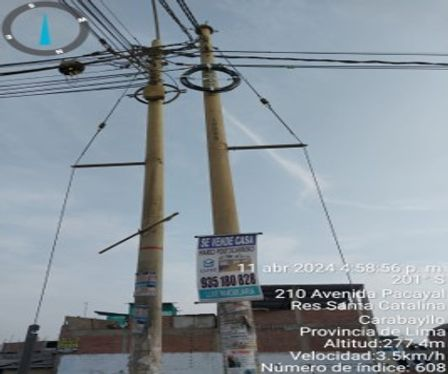 SE VENDE CASA
935 180 828
11 abr. 2024 4:58:56 p. m.
201° S
210 Avenida Pacayal
Res Santa Catalina
Carabayllo
Provincia de Lima
Altitud:277.4m
Velocidad:3.5km/h
Número de índice: 608